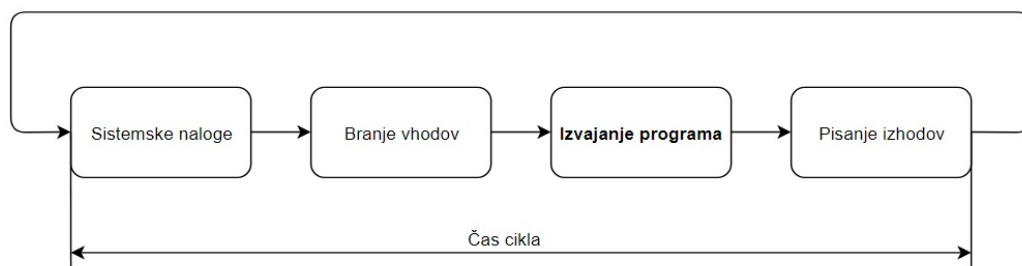 Sistemske naloge
Branje vhodov
Izvajanje programa
Pisanje izhodov
Čas cikla